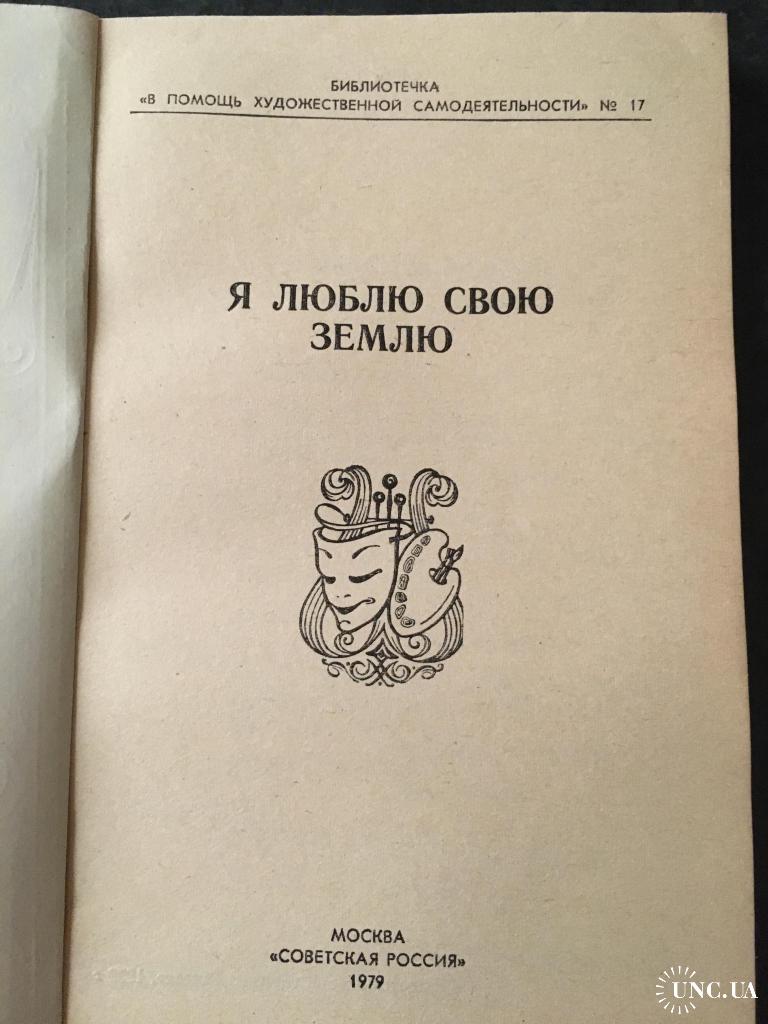 БИБЛИОТЕЧКА
«В ПОМОЩЬ ХУДОЖЕСТВЕННОЙ САМОДЕЯТЕЛЬНОСТИ» № 17
Я ЛЮБЛЮ СВОЮ
ЗЕМЛЮ
МОСКВА
«СОВЕТСКАЯ РОССИЯ»
1979
UNC.UA